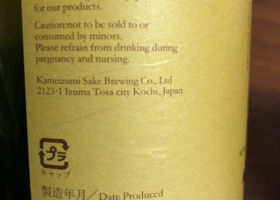 for our products.
Caution:not to be sold to or
consumed by minors.
Please refrain from drinking during
pregnancy and nursing.
Kameizumi Sake Brewing Co., Ltd
2123-1 Izuma Tosa city Kochi, Japan
プラ
キャップ
製造年月／Date Produced